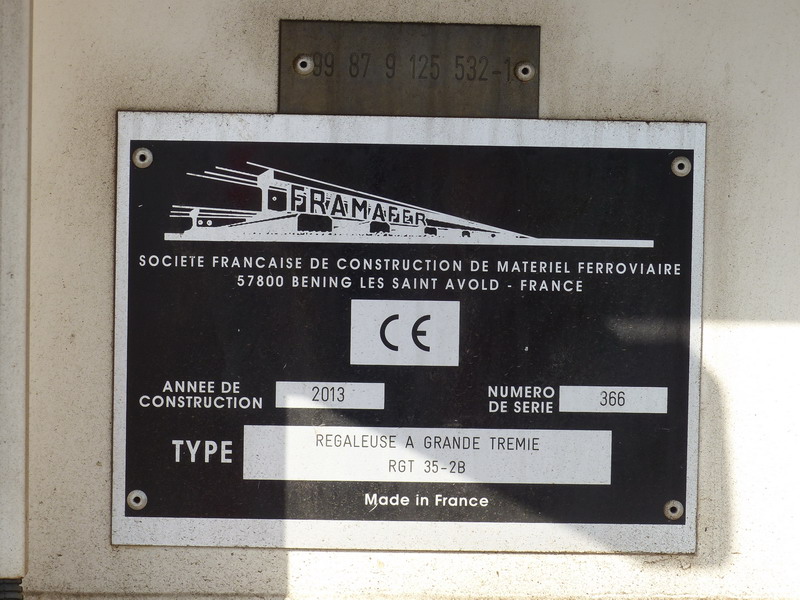 99 87 9 125 532-1
FRAMAFER
SOCIETE FRANCAISE DE CONSTRUCTION DE MATERIEL FERROVIAIRE
57800 BENING LES SAINT AVOLD - FRANCE
CE
ANNEE DE CONSTRUCTION 2013
NUMERO DE SERIE 366
TYPE REGALEUSE A GRANDE TREMIE
RGT 35-2B
Made in France